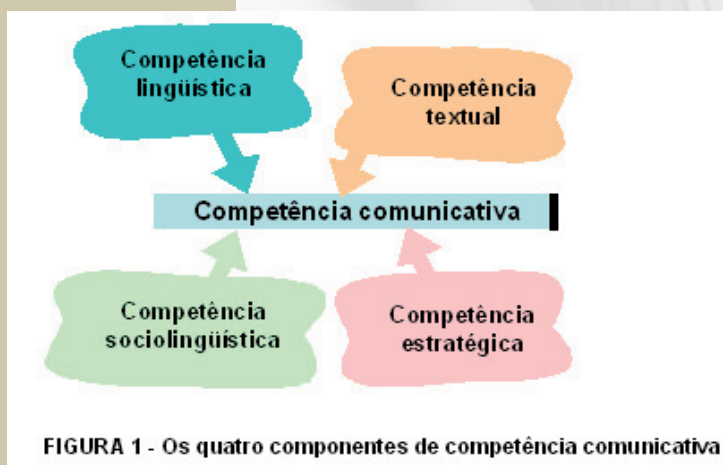 Competência
lingüística
Competência
textual
Competência comunicativa
Competência
sociolingüística
Competência
estratégica
FIGURA 1 - Os quatro componentes de competência comunicativa